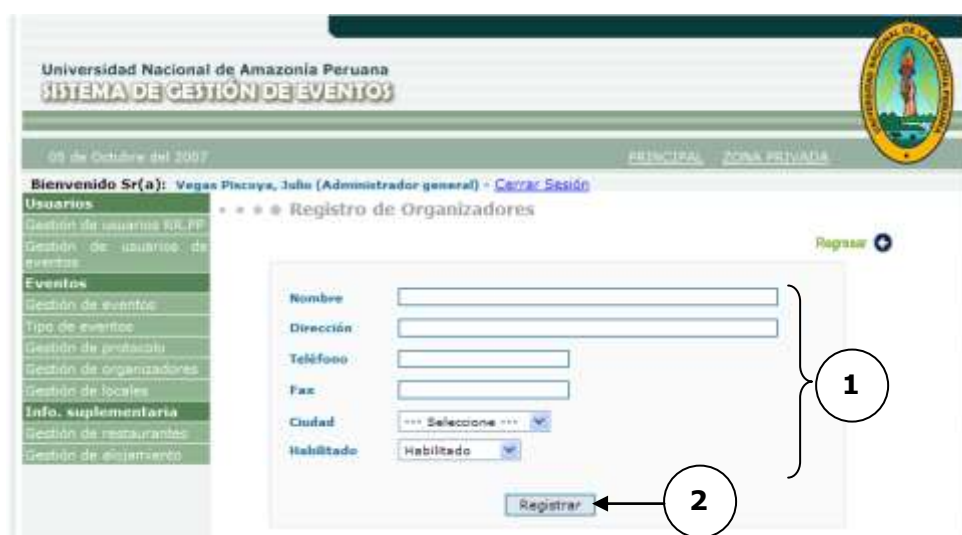 Universidad Nacional de Amazonía Peruana
SISTEMA DE GESTIÓN DE EVENTOS
05 de Octubre del 2007
PRINCIPAL ZONA PRIVADA
Bienvenido Sr(a): Vegas Piscoya, Julio (Administrador general) - Cerrar Sesión
Usuarios
Gestión de usuarios RR.PP
Gestión de usuarios de
eventos
Eventos
Gestión de eventos
Tipo de eventos
Gestión de protocolo
Gestión de organizadores
Gestión de locales
Info. suplementaria
Gestión de restaurantes
Gestión de alojamiento
Registro de Organizadores
Regresar
Nombre
Dirección
Teléfono
Fax
Ciudad --- Seleccione ---
Habilitado Habilitado
1
Registrar 2